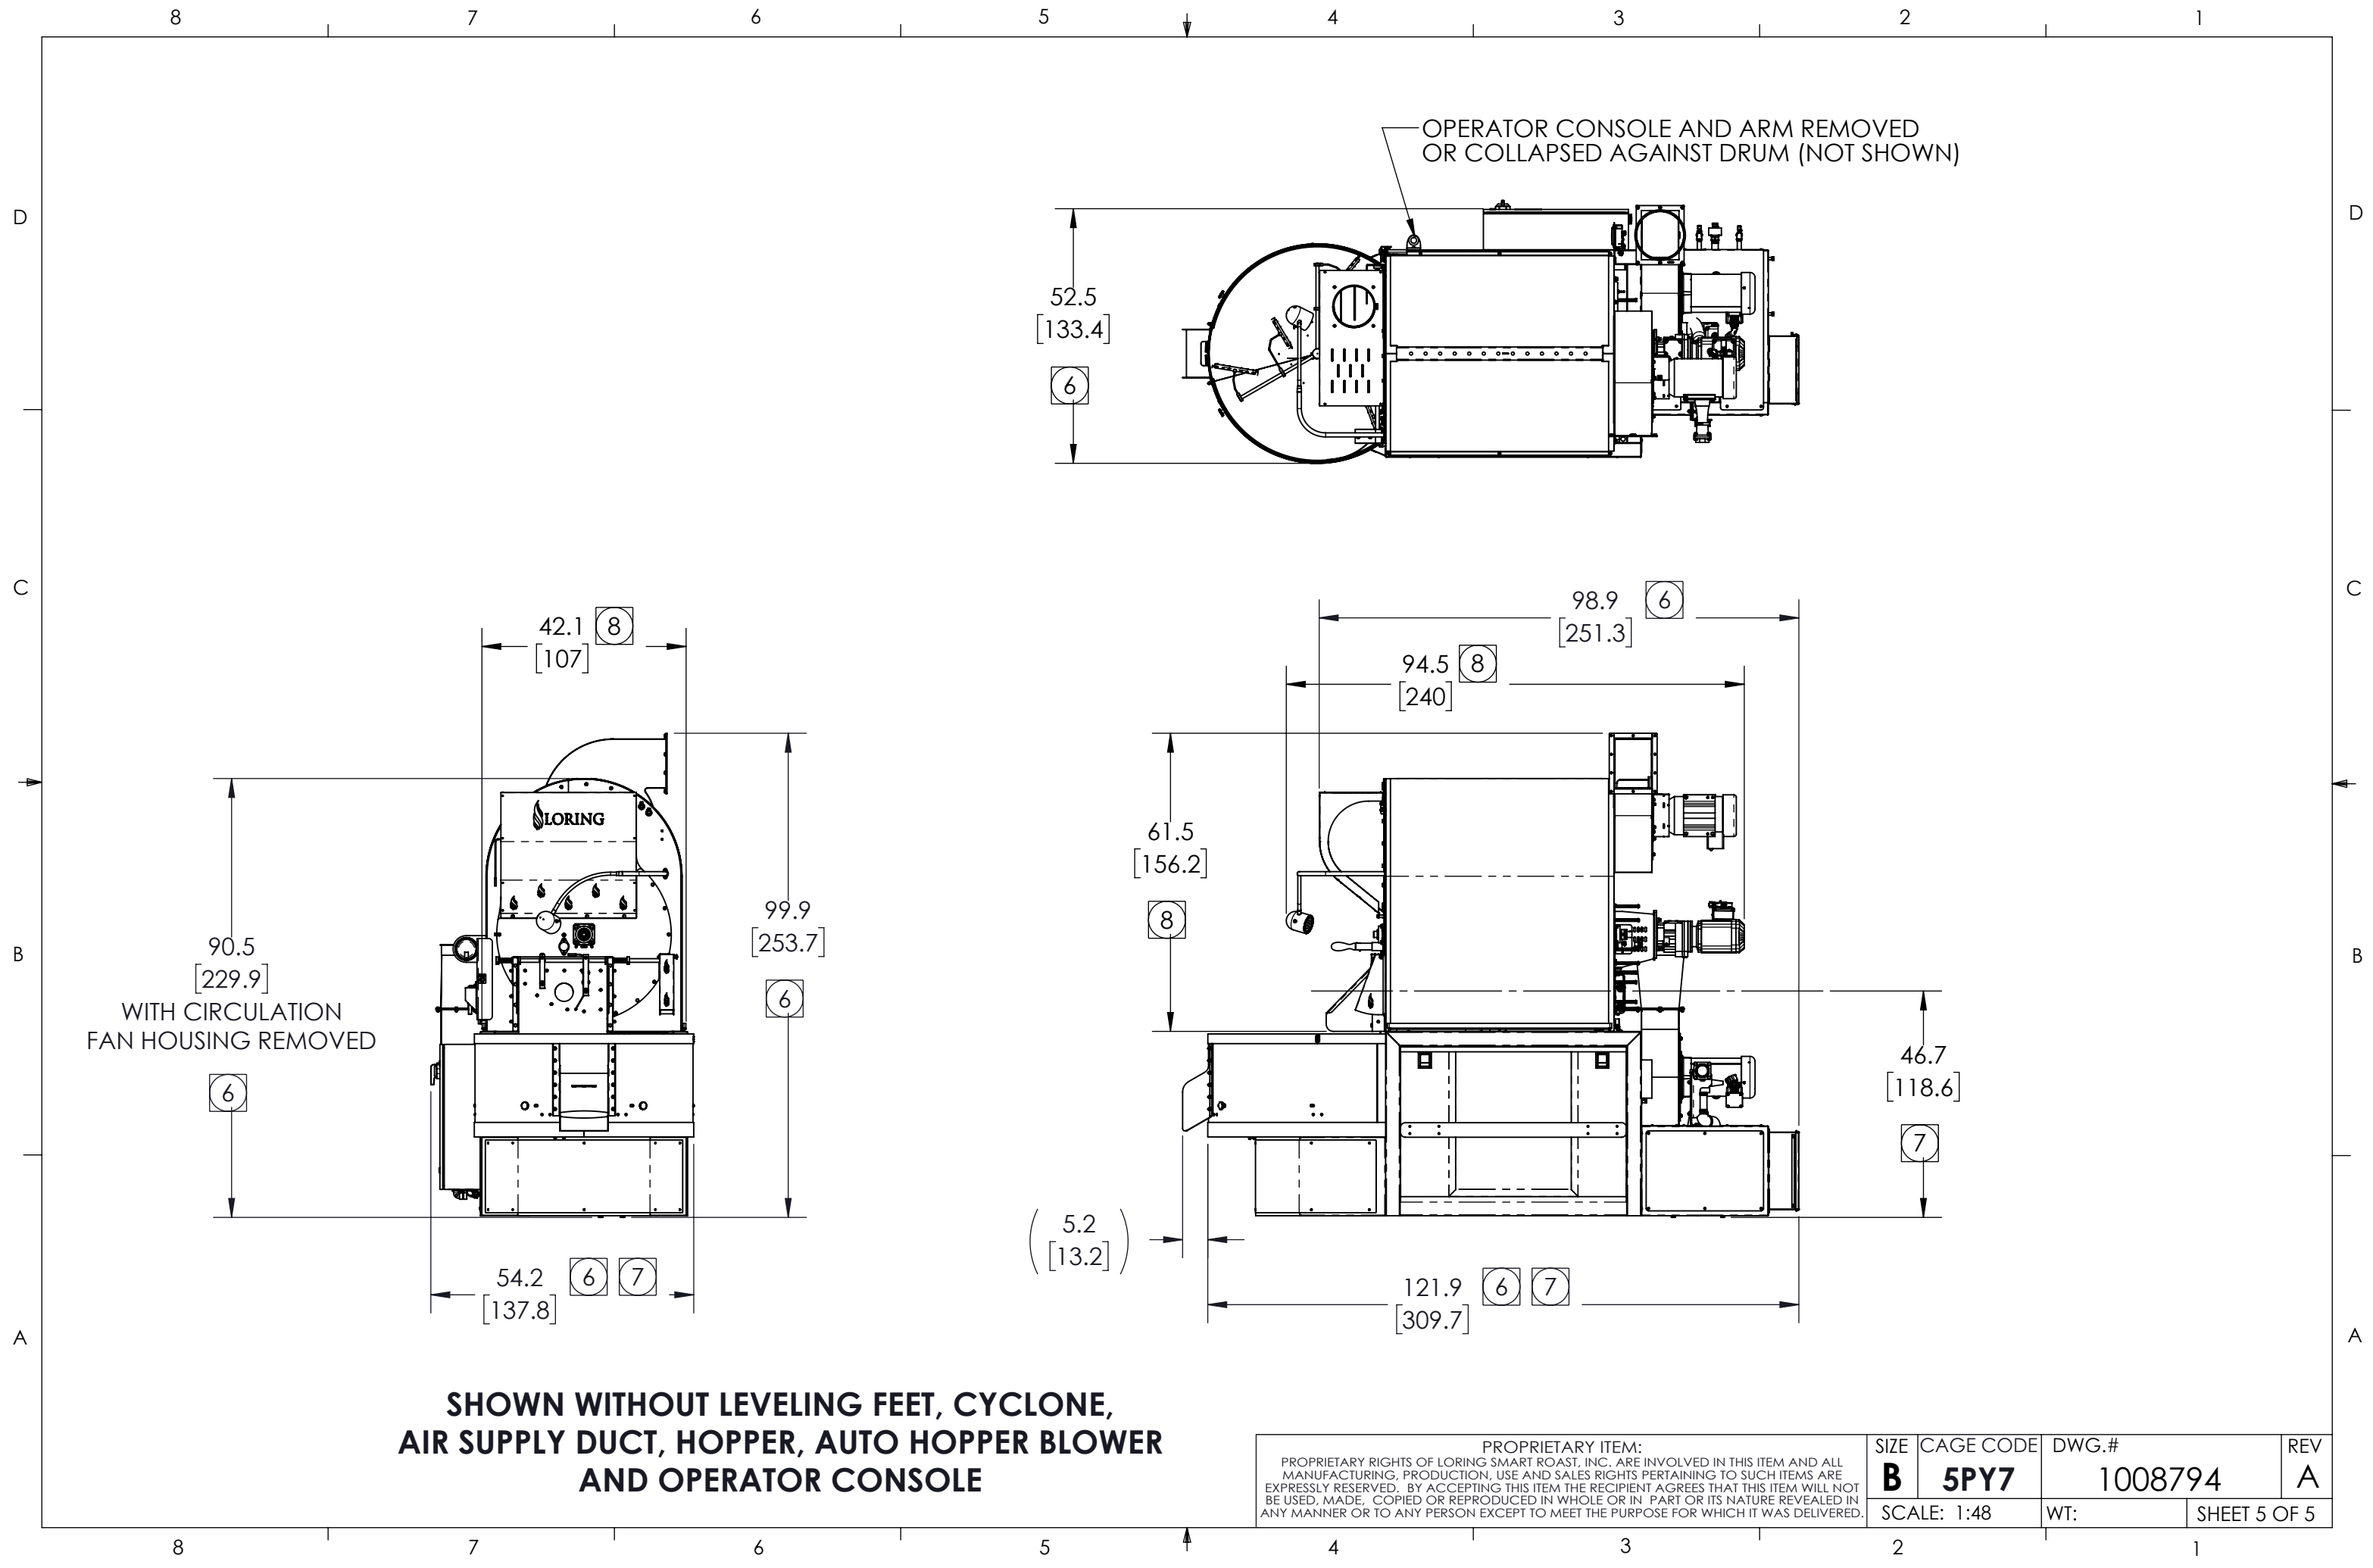 8 7 6 5 4 3 2 1
OPERATOR CONSOLE AND ARM REMOVED
OR COLLAPSED AGAINST DRUM (NOT SHOWN)
D
D
52.5
[133.4]
6
C
C
98.9 6
[251.3]
42.1 8
[107]
94.5 8
[240]
LORING
61.5
[156.2]
8
99.9
[253.7]
6
90.5
[229.9]
WITH CIRCULATION
FAN HOUSING REMOVED
6
B
B
46.7
[118.6]
7
(5.2
[13.2])
54.2 6 7
[137.8]
121.9 6 7
[309.7]
A
A
SHOWN WITHOUT LEVELING FEET, CYCLONE,
AIR SUPPLY DUCT, HOPPER, AUTO HOPPER BLOWER
AND OPERATOR CONSOLE
PROPRIETARY ITEM:
PROPRIETARY RIGHTS OF LORING SMART ROAST, INC. ARE INVOLVED IN THIS ITEM AND ALL
MANUFACTURING, PRODUCTION, USE AND SALES RIGHTS PERTAINING TO SUCH ITEMS ARE
EXPRESSLY RESERVED. BY ACCEPTING THIS ITEM THE RECIPIENT AGREES THAT THIS ITEM WILL NOT
BE USED, MADE, COPIED OR REPRODUCED IN WHOLE OR IN PART OR ITS NATURE REVEALED IN
ANY MANNER OR TO ANY PERSON EXCEPT TO MEET THE PURPOSE FOR WHICH IT WAS DELIVERED.
SIZE CAGE CODE DWG.# REV
B 5PY7 1008794 A
SCALE: 1:48 WT: SHEET 5 OF 5
8 7 6 5 4 3 2 1